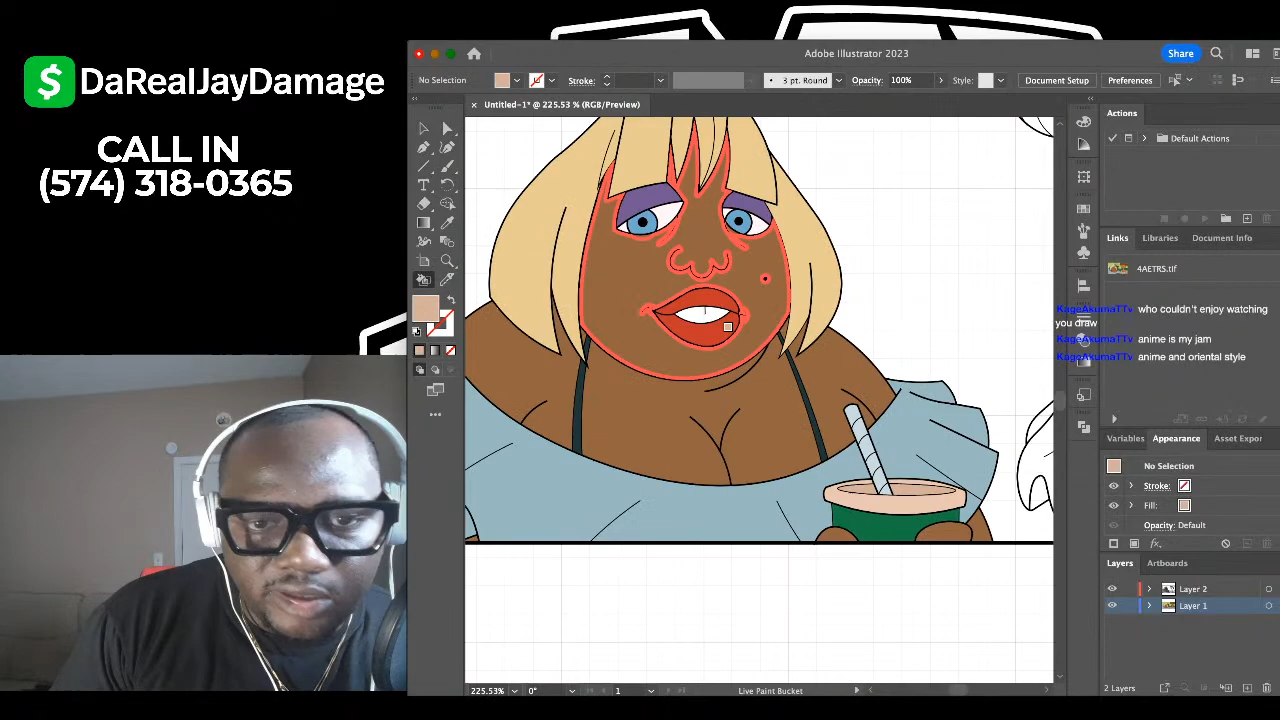 $ DaRealJayDamage
CALL IN
(574) 318-0365
Adobe Illustrator 2023
Share
No Selection
Stroke:
3 pt. Round
Opacity:
100%
Style:
Document Setup
Preferences
Untitled-1* @ 225.53 % (RGB/Preview)
Actions
Default Actions
Links
Libraries
Document Info
4AETRS.tif
KageAkumaTTv who couldn't enjoy watching
you draw
KageAkumaTTv anime is my jam
KageAkumaTTv anime and oriental style
Variables
Appearance
Asset Expor
No Selection
Stroke:
Fill:
Opacity: Default
fx
Layers
Artboards
Layer 2
Layer 1
2 Layers
225.53%
0°
1
Live Paint Bucket